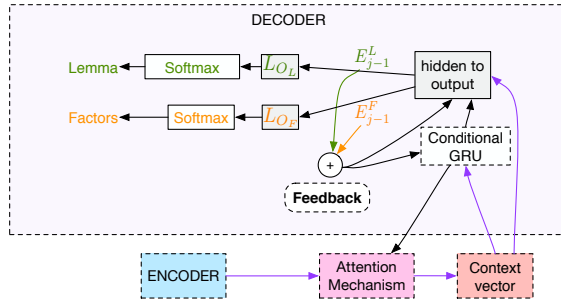 DECODER
Lemma
Softmax
L_{O_L}
E^L_{j-1}
hidden to
output
Factors
Softmax
L_{O_F}
E^F_{j-1}
Conditional
GRU
+
Feedback
ENCODER
Attention
Mechanism
Context
vector